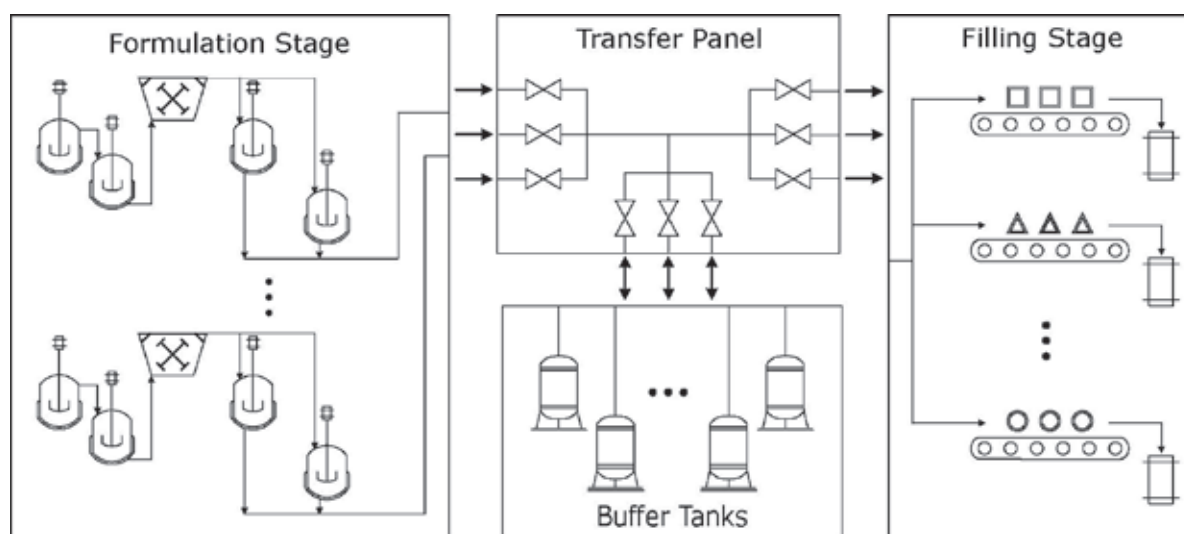 Formulation Stage
Transfer Panel
Filling Stage
Buffer Tanks